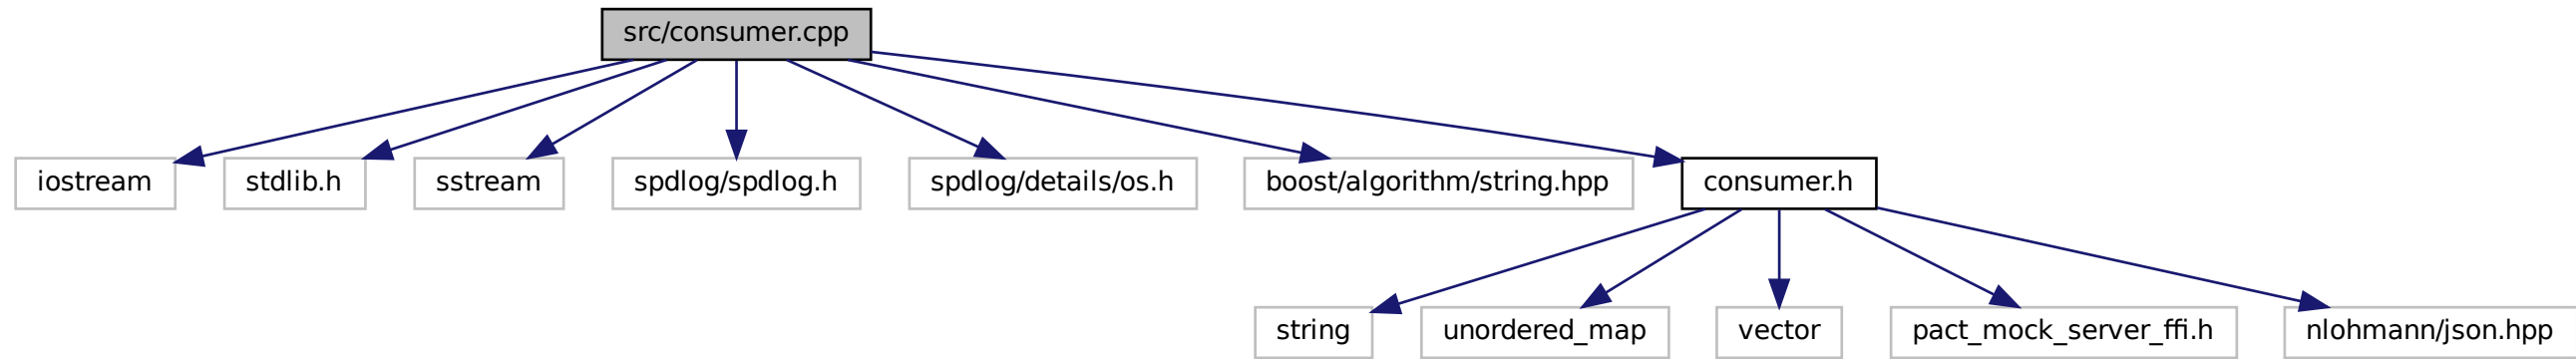 src/consumer.cpp
iostream
stdlib.h
sstream
spdlog/spdlog.h
spdlog/details/os.h
boost/algorithm/string.hpp
consumer.h
string
unordered_map
vector
pact_mock_server_ffi.h
nlohmann/json.hpp